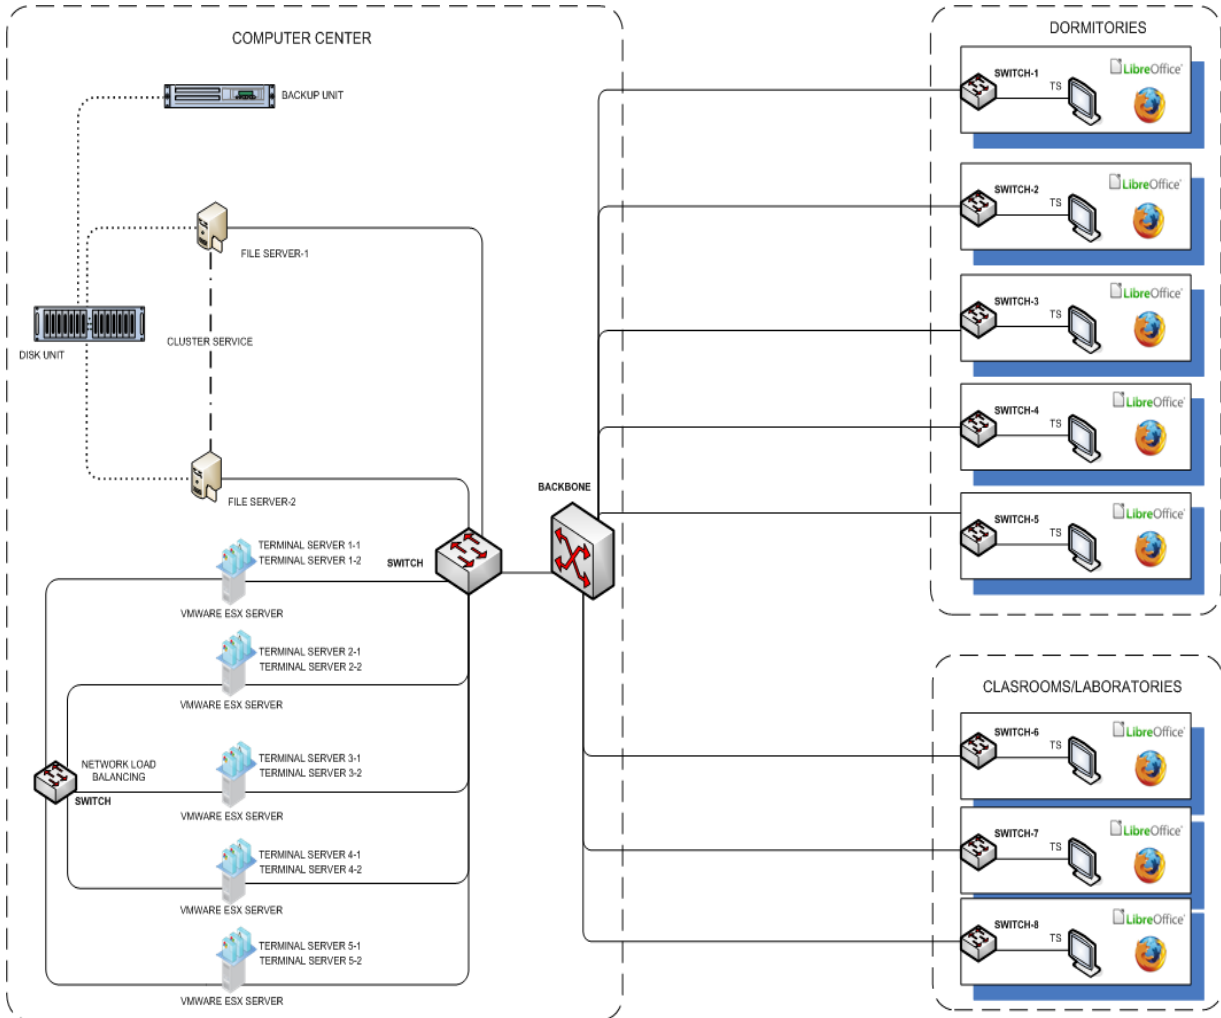 COMPUTER CENTER
BACKUP UNIT
FILE SERVER-1
CLUSTER SERVICE
DISK UNIT
FILE SERVER-2
SWITCH
BACKBONE
TERMINAL SERVER 1-1
TERMINAL SERVER 1-2
VMWARE ESX SERVER
TERMINAL SERVER 2-1
TERMINAL SERVER 2-2
VMWARE ESX SERVER
NETWORK LOAD
BALANCING
SWITCH
TERMINAL SERVER 3-1
TERMINAL SERVER 3-2
VMWARE ESX SERVER
TERMINAL SERVER 4-1
TERMINAL SERVER 4-2
VMWARE ESX SERVER
TERMINAL SERVER 5-1
TERMINAL SERVER 5-2
VMWARE ESX SERVER
DORMITORIES
SWITCH-1
TS
LibreOffice
SWITCH-2
TS
LibreOffice
SWITCH-3
TS
LibreOffice
SWITCH-4
TS
LibreOffice
SWITCH-5
TS
LibreOffice
CLASROOMS/LABORATORIES
SWITCH-6
TS
LibreOffice
SWITCH-7
TS
LibreOffice
SWITCH-8
TS
LibreOffice